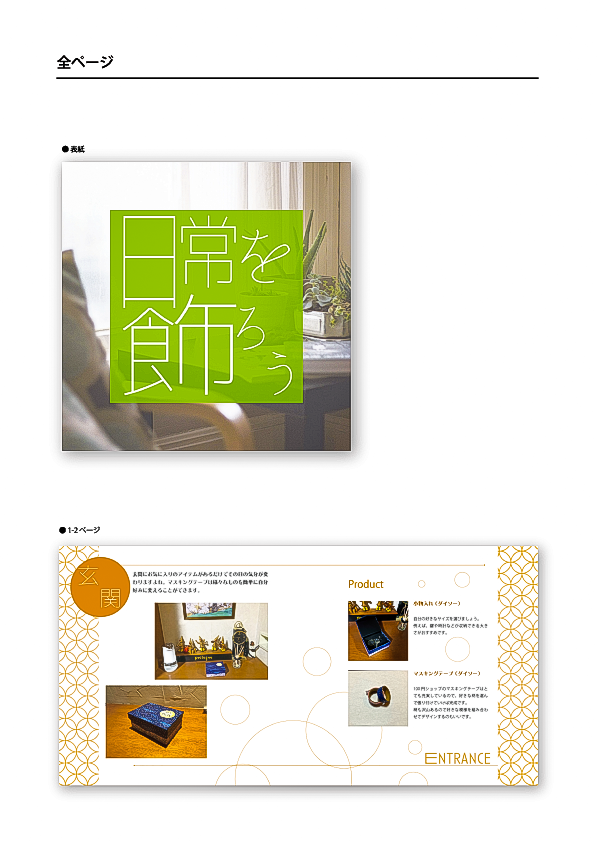 全ページ
● 表紙
日常を
飾ろう
● 1-2 ページ
玄関
玄関にお気に入りのアイテムがあるだけでその日の気分が変
わりますよね。マスキングテープは様々なものを簡単に自分
好みに変えることができます。
Product
小物入れ（ダイソー）
自分の好きなサイズを選びましょう。
例えば、鍵や時計などが収納できる大き
さがおすすめです。
マスキングテープ（ダイソー）
100円ショップのマスキングテープはと
ても充実しているので、好きな柄を選ん
で張り付けていけば完成です。
柄も沢山あるので好きな模様を組み合わ
せてデザインするのもいいです。
ENTRANCE